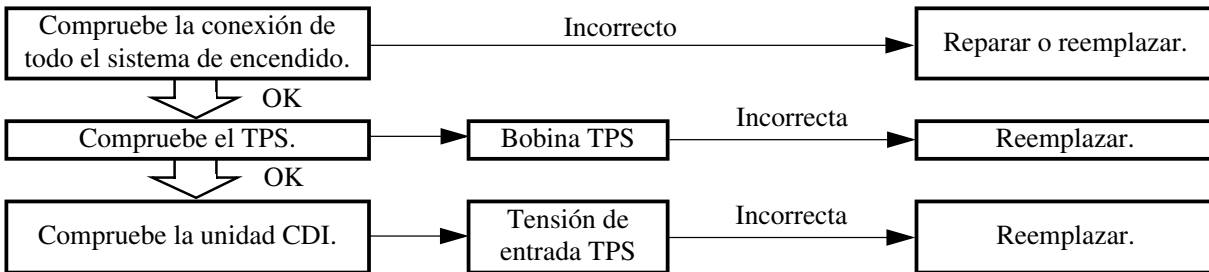 Compruebe la conexión de
todo el sistema de encendido.
Incorrecto
Reparar o reemplazar.
OK
Compruebe el TPS.
Bobina TPS
Incorrecta
Reemplazar.
OK
Compruebe la unidad CDI.
Tensión de
entrada TPS
Incorrecta
Reemplazar.